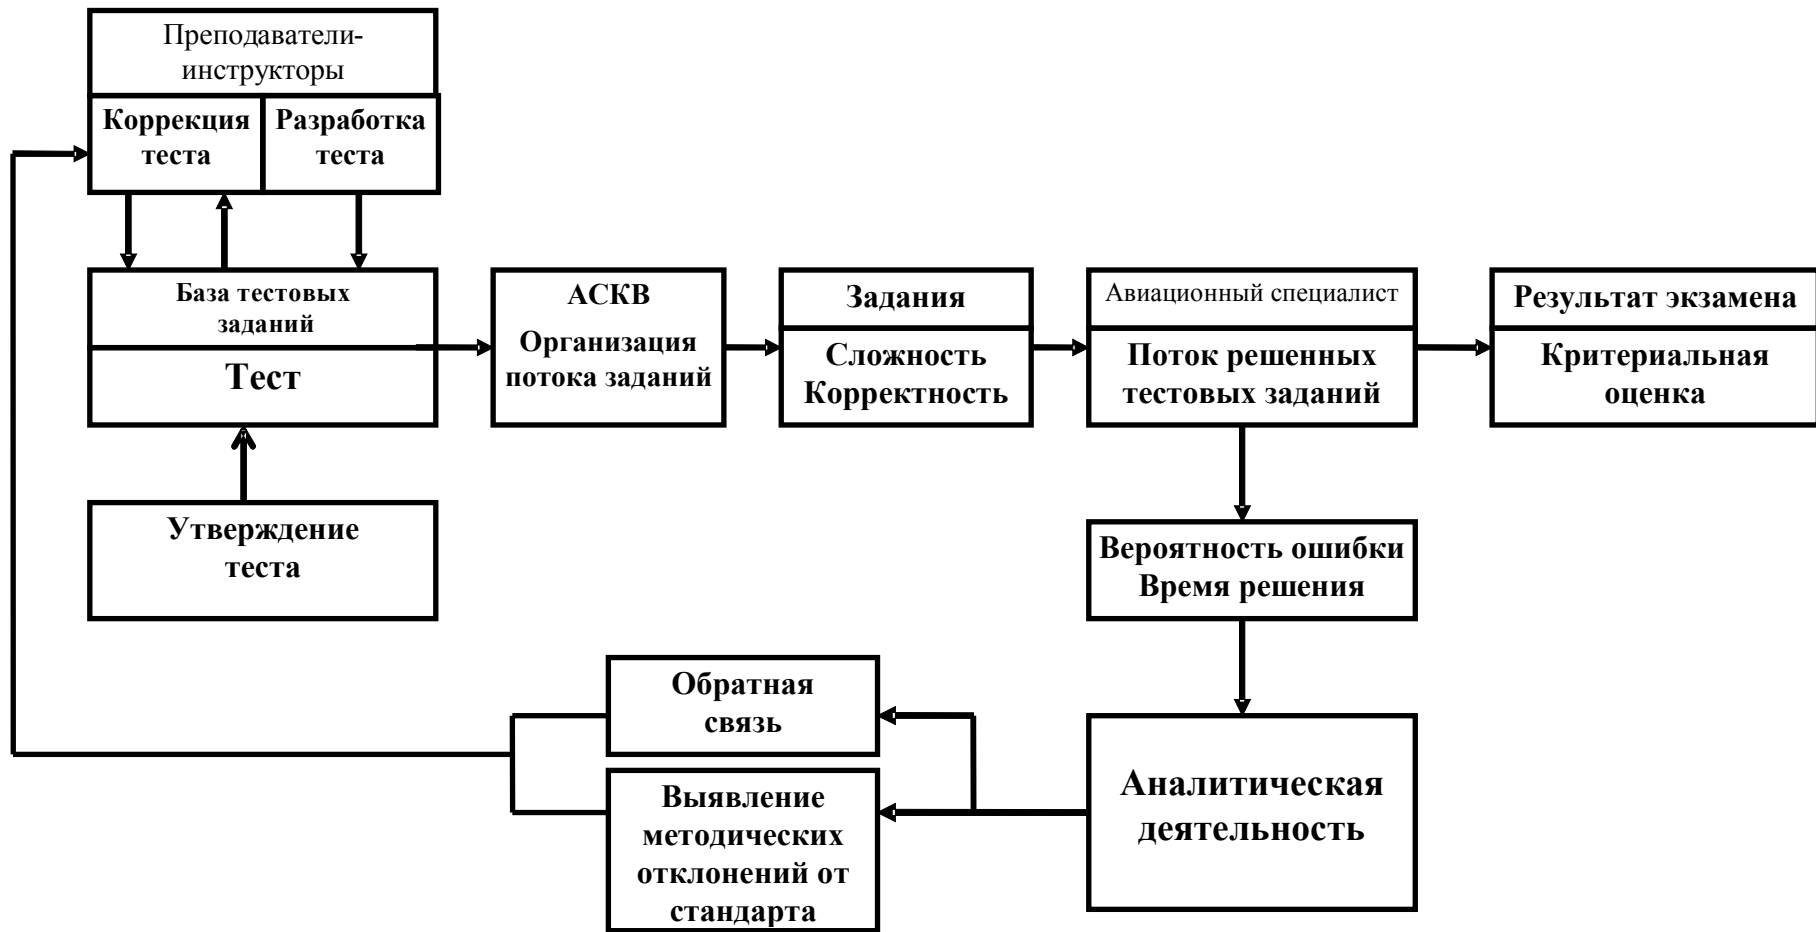 Преподаватели-
инструкторы
Коррекция
теста
Разработка
теста
База тестовых
заданий
Тест
АСКВ
Организация
потока заданий
Задания
Сложность
Корректность
Авиационный специалист
Поток решенных
тестовых заданий
Результат экзамена
Критериальная
оценка
Утверждение
теста
Вероятность ошибки
Время решения
Обратная
связь
Выявление
методических
отклонений от
стандарта
Аналитическая
деятельность